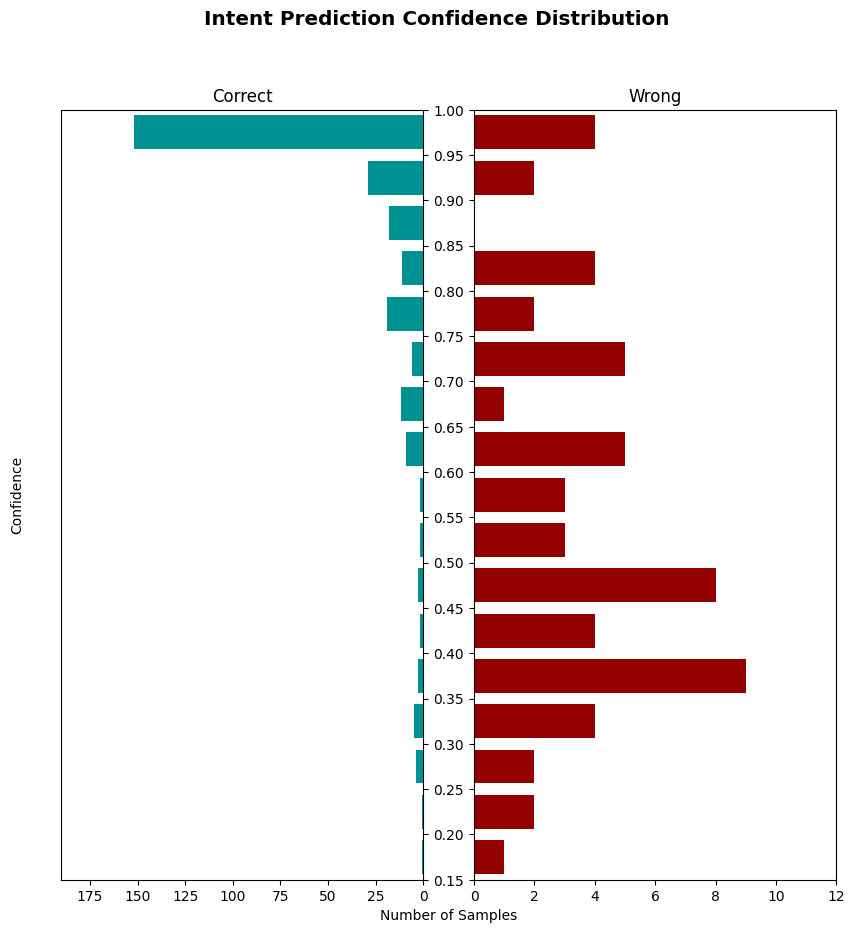 Intent Prediction Confidence Distribution
Correct
Wrong
1.00
0.95
0.90
0.85
0.80
0.75
0.70
0.65
0.60
0.55
0.50
0.45
0.40
0.35
0.30
0.25
0.20
0.15
Confidence
175 150 125 100 75 50 25 0
0 2 4 6 8 10 12
Number of Samples